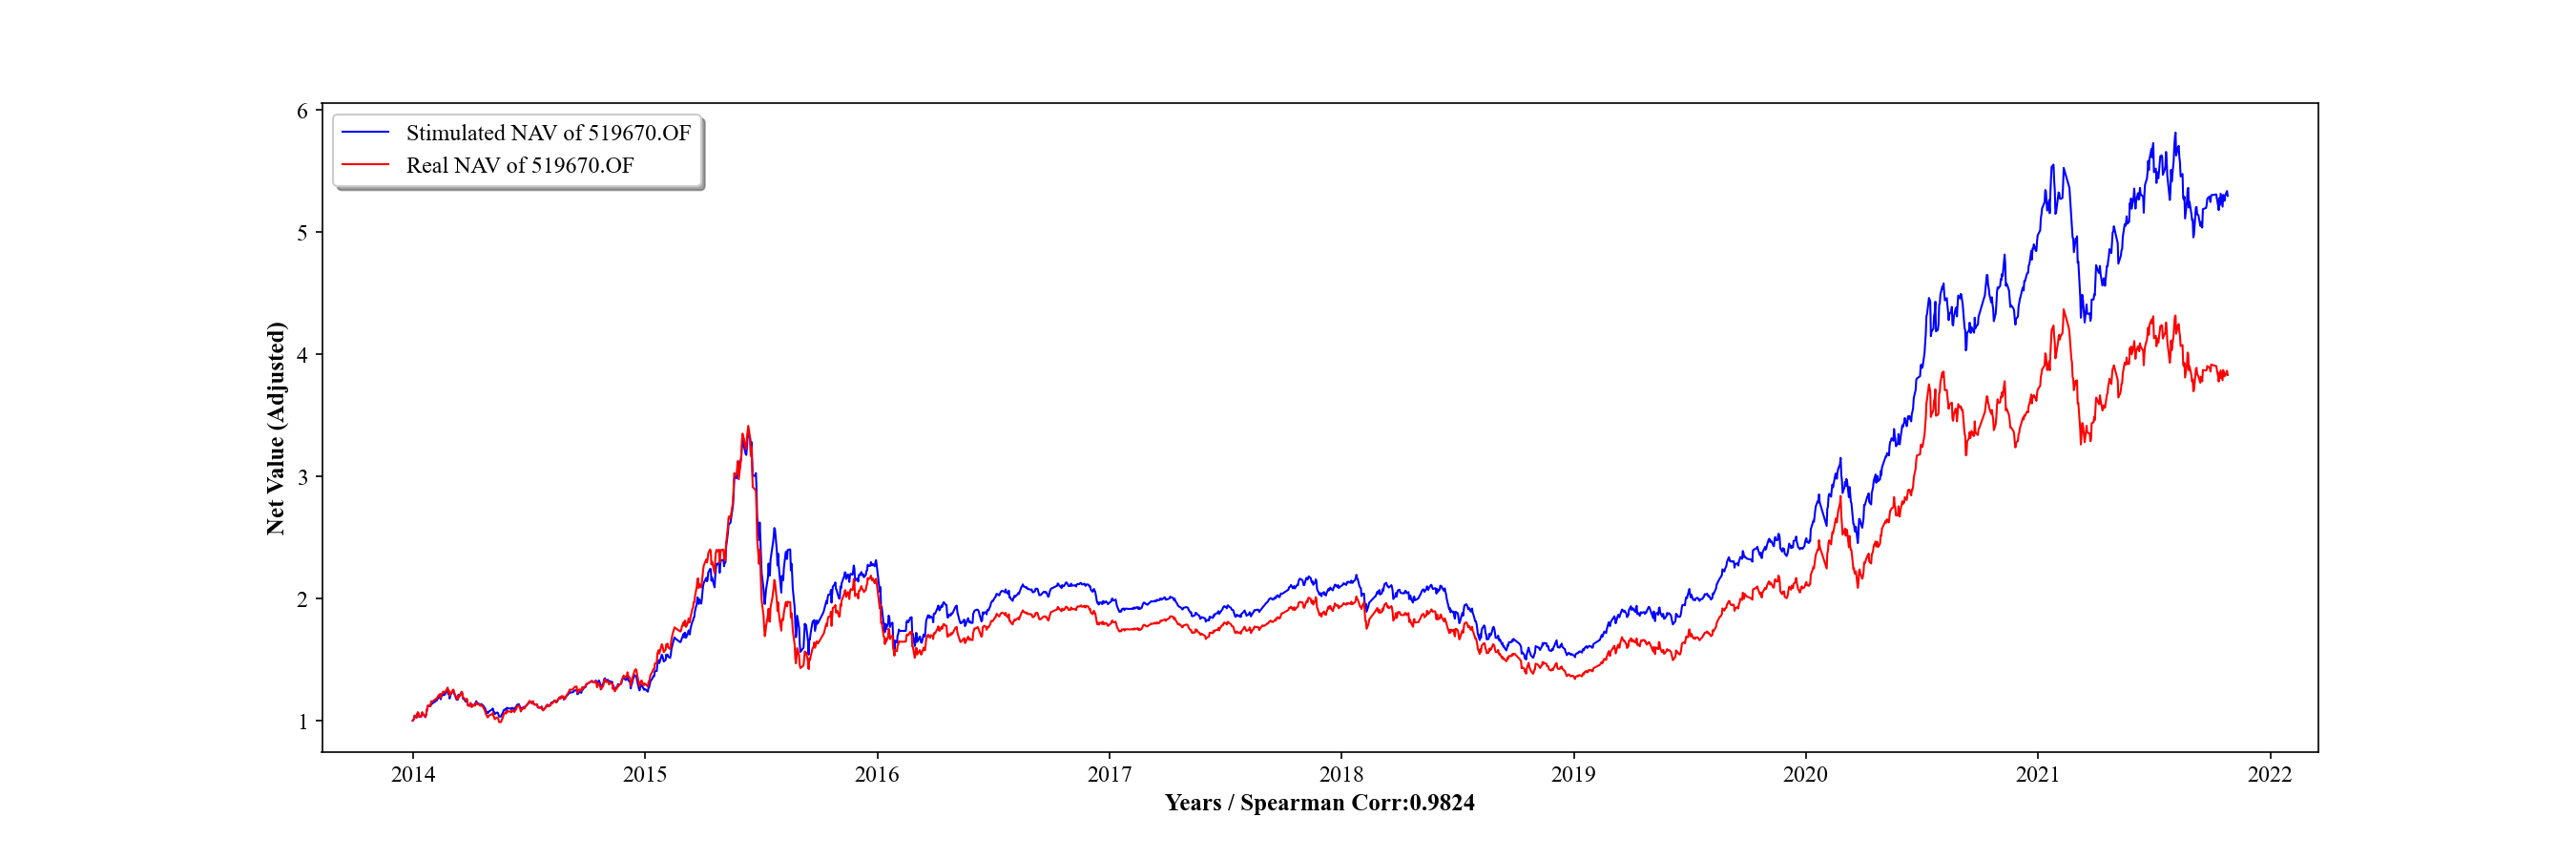 6
5
4
3
2
1
Net Value (Adjusted)
Stimulated NAV of 519670.OF
Real NAV of 519670.OF
2014 2015 2016 2017 2018 2019 2020 2021 2022
Years / Spearman Corr:0.9824